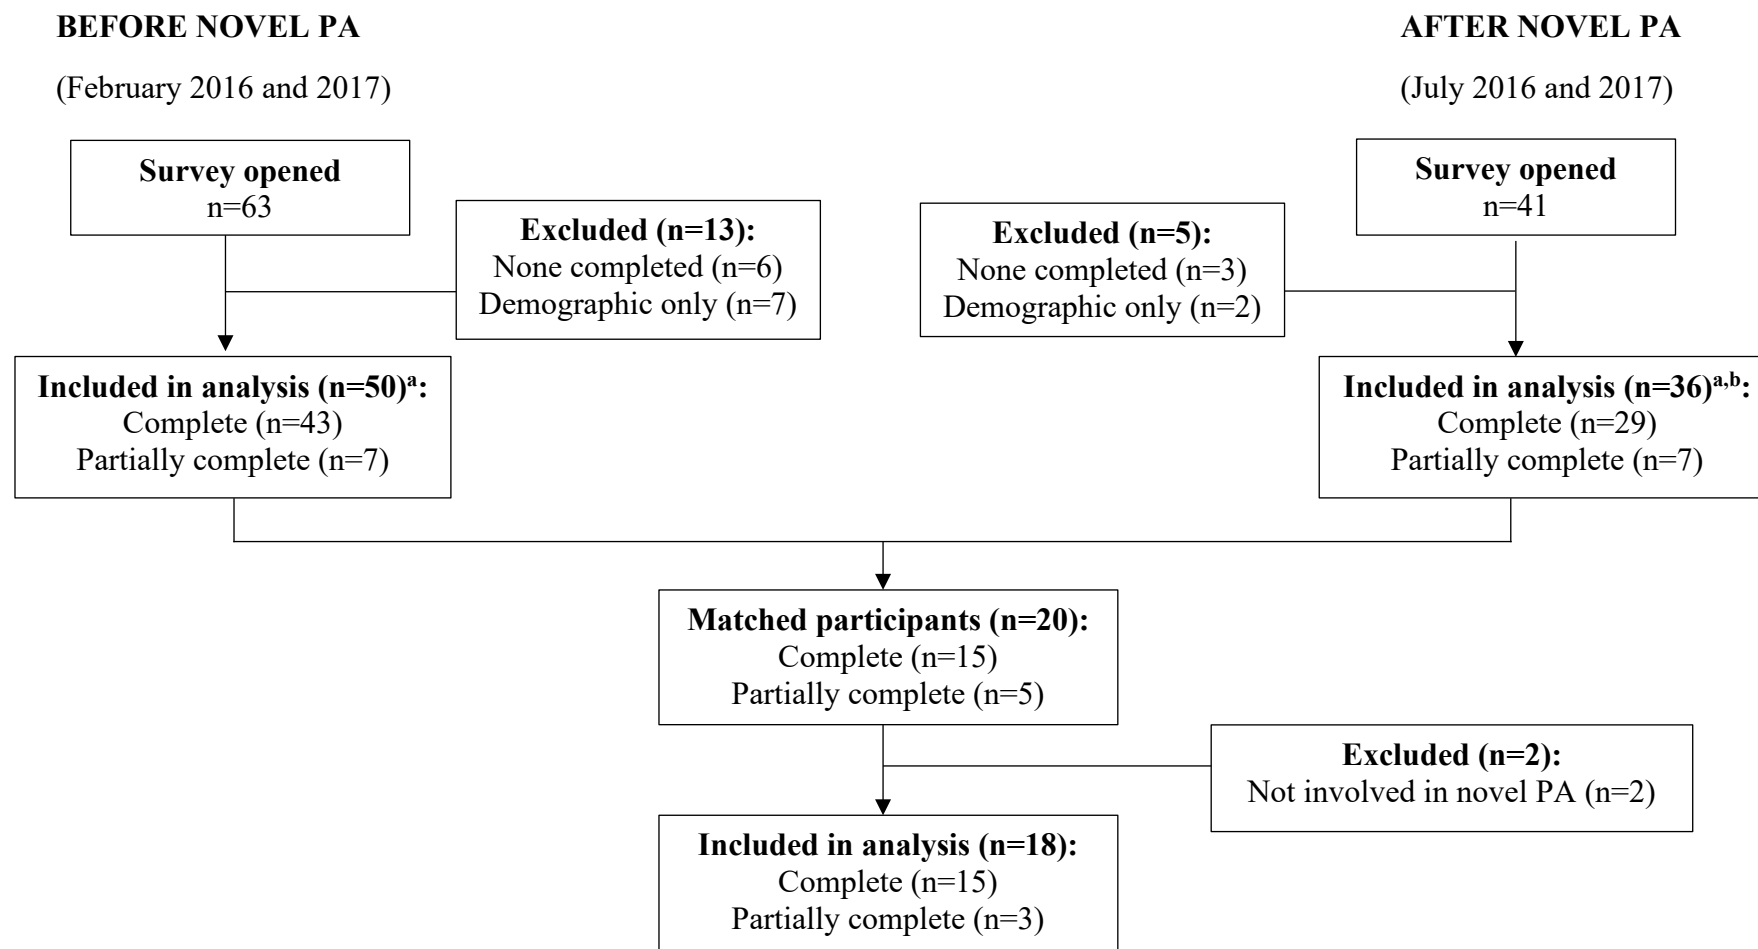 BEFORE NOVEL PA
(February 2016 and 2017)
AFTER NOVEL PA
(July 2016 and 2017)
Survey opened
n=63
Survey opened
n=41
Excluded (n=13):
None completed (n=6)
Demographic only (n=7)
Excluded (n=5):
None completed (n=3)
Demographic only (n=2)
Included in analysis (n=50)ᵃ:
Complete (n=43)
Partially complete (n=7)
Included in analysis (n=36)ᵃ,ᵇ:
Complete (n=29)
Partially complete (n=7)
Matched participants (n=20):
Complete (n=15)
Partially complete (n=5)
Excluded (n=2):
Not involved in novel PA (n=2)
Included in analysis (n=18):
Complete (n=15)
Partially complete (n=3)